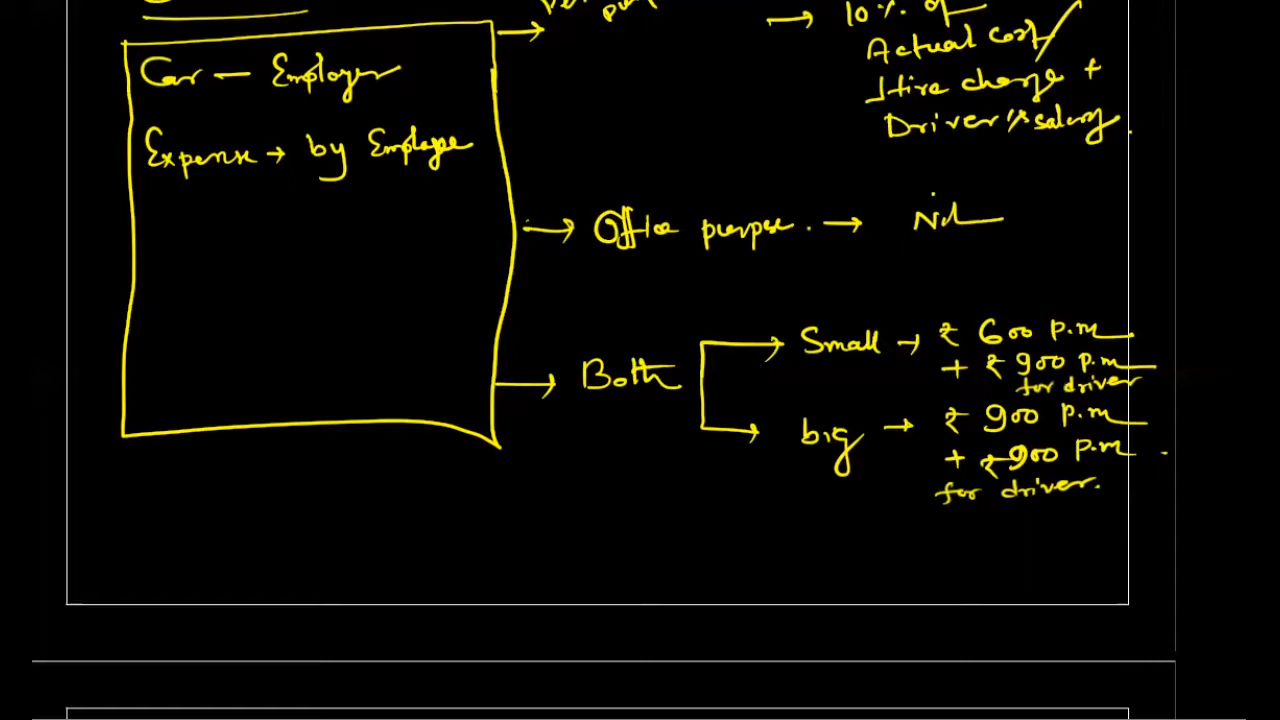 10% of
Actual cost/
Hire charge +
Driver's salary.
Car – Employer
Expense → by Employee
→ Office purpose. → Nil
→ Both
Small → ₹ 600 p.m
+ ₹ 900 p.m
for driver
big → ₹ 900 p.m
+ ₹ 900 p.m.
for driver.